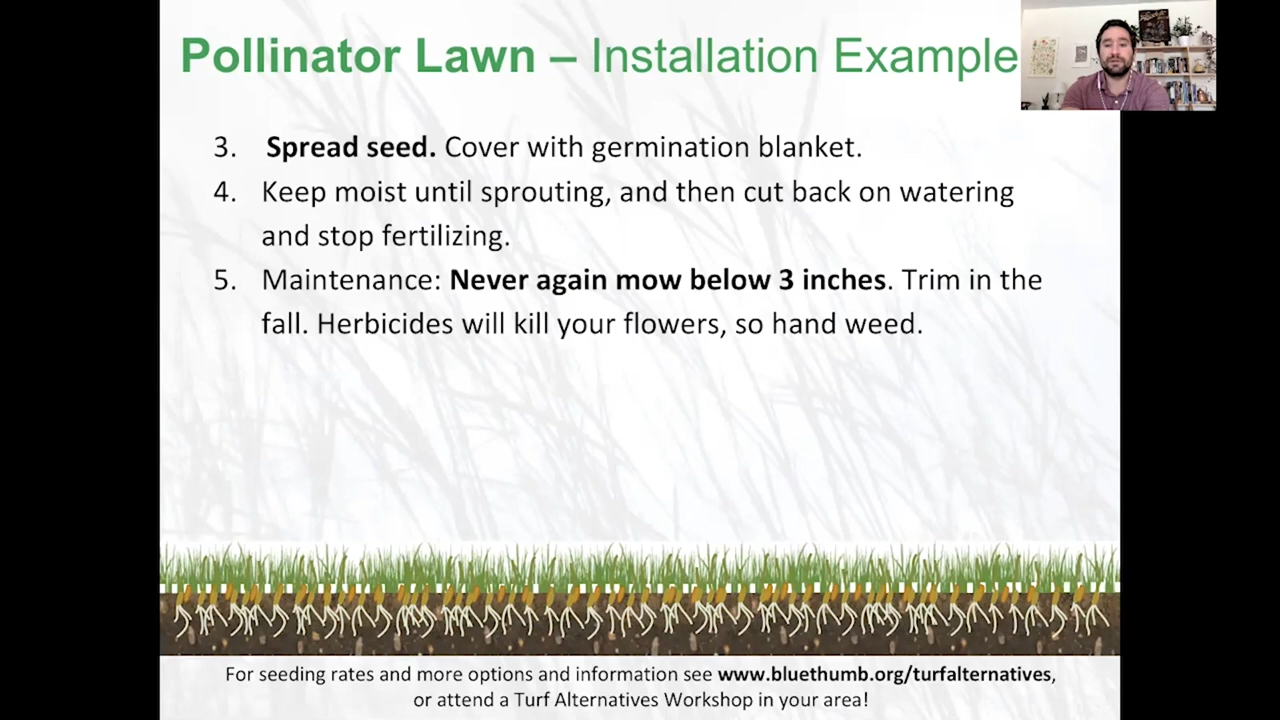 Pollinator Lawn – Installation Example
3. Spread seed. Cover with germination blanket.
4. Keep moist until sprouting, and then cut back on watering
and stop fertilizing.
5. Maintenance: Never again mow below 3 inches. Trim in the
fall. Herbicides will kill your flowers, so hand weed.
For seeding rates and more options and information see www.bluethumb.org/turfalternatives,
or attend a Turf Alternatives Workshop in your area!